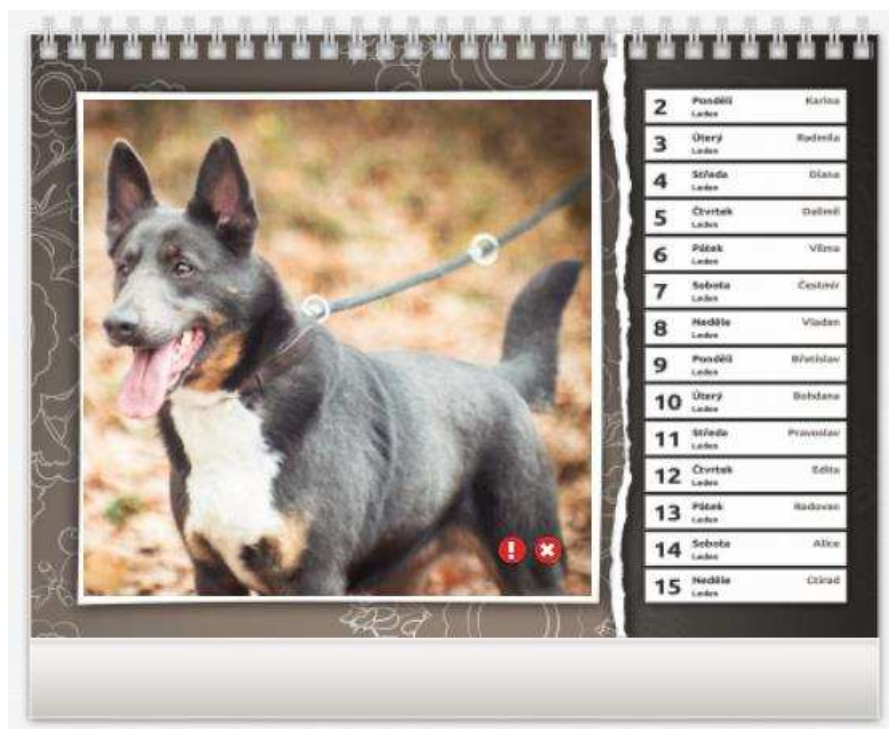 2 Pondělí Karina
Leden
3 Úterý Radmila
Leden
4 Středa Diana
Leden
5 Čtvrtek Dalimil
Leden
6 Pátek Vilma
Leden
7 Sobota Čestmír
Leden
8 Neděle Vladan
Leden
9 Pondělí Břetislav
Leden
10 Úterý Bohdana
Leden
11 Středa Pravoslav
Leden
12 Čtvrtek Edita
Leden
13 Pátek Radovan
Leden
14 Sobota Alice
Leden
15 Neděle Ctirad
Leden